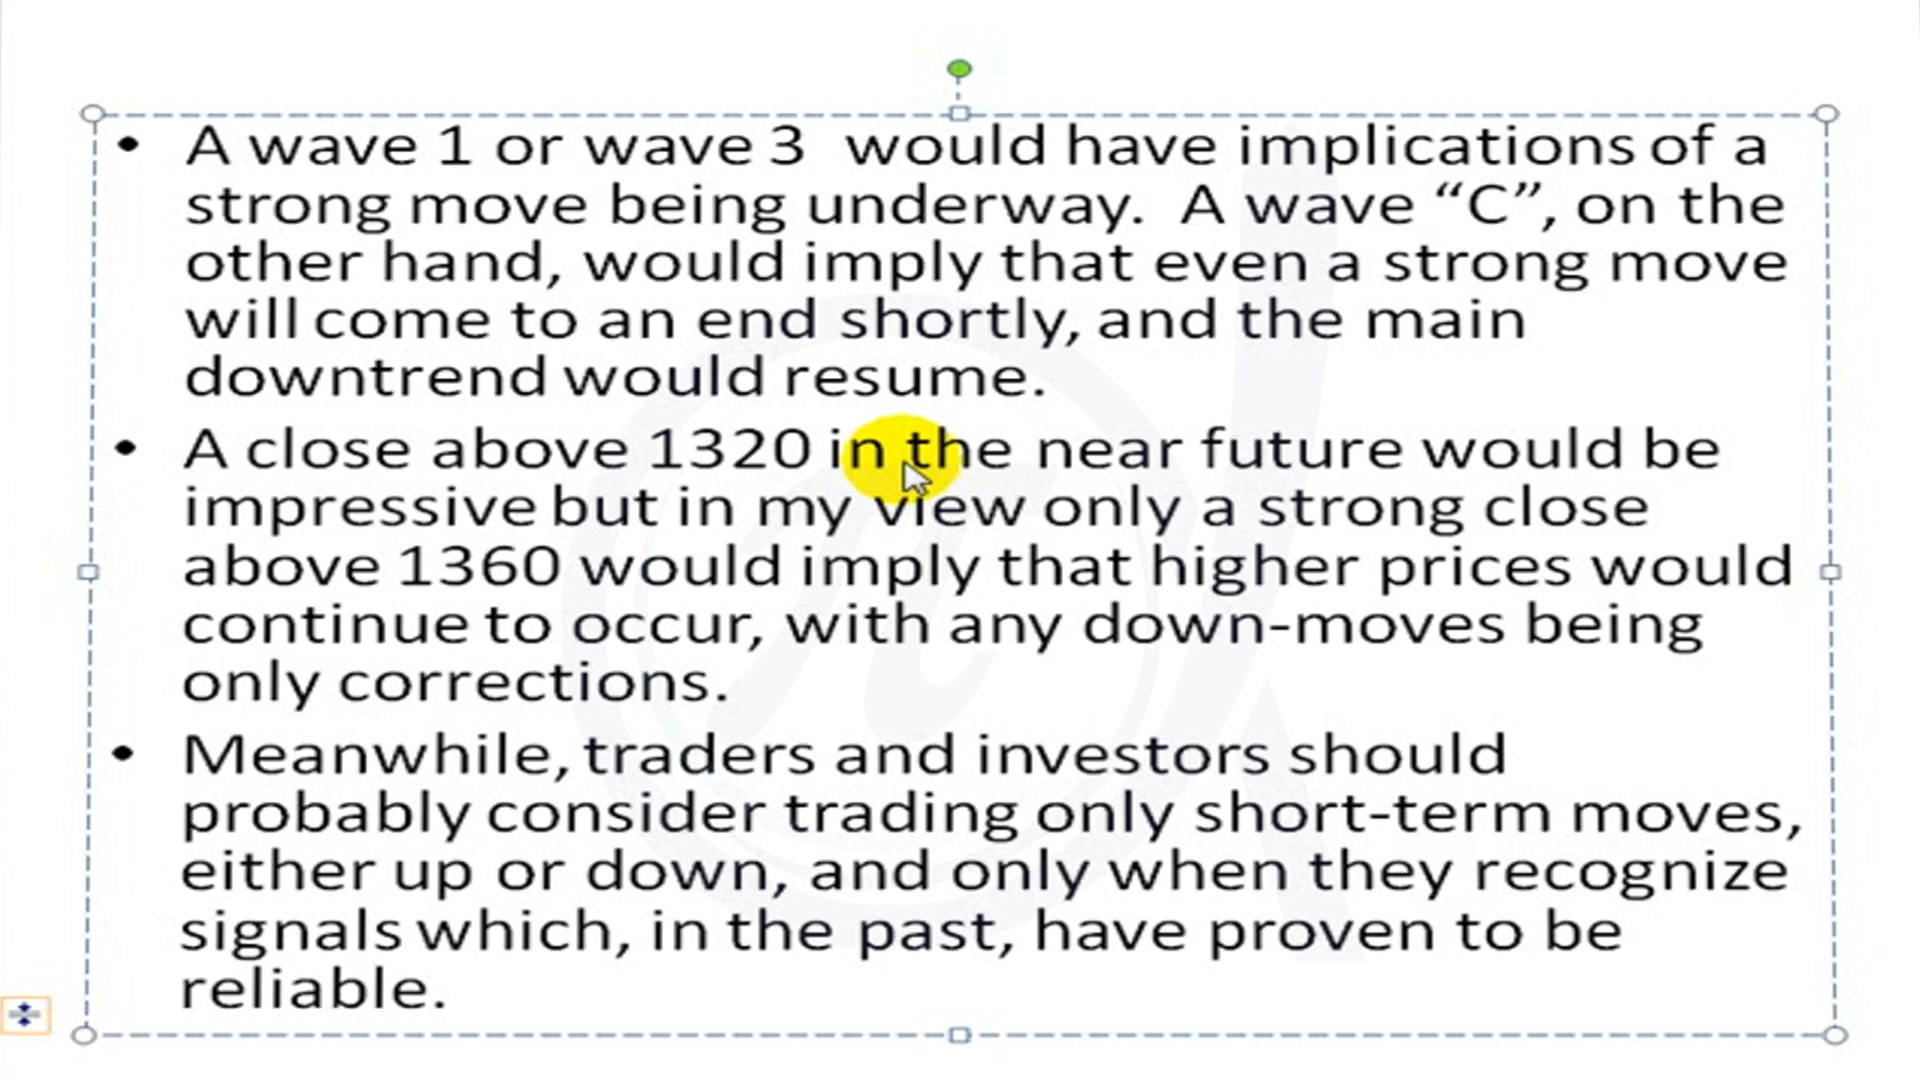 • A wave 1 or wave 3  would have implications of a
strong move being underway.  A wave “C”, on the
other hand, would imply that even a strong move
will come to an end shortly, and the main
downtrend would resume.
• A close above 1320 in the near future would be
impressive but in my view only a strong close
above 1360 would imply that higher prices would
continue to occur, with any down-moves being
only corrections.
• Meanwhile, traders and investors should
probably consider trading only short-term moves,
either up or down, and only when they recognize
signals which, in the past, have proven to be
reliable.